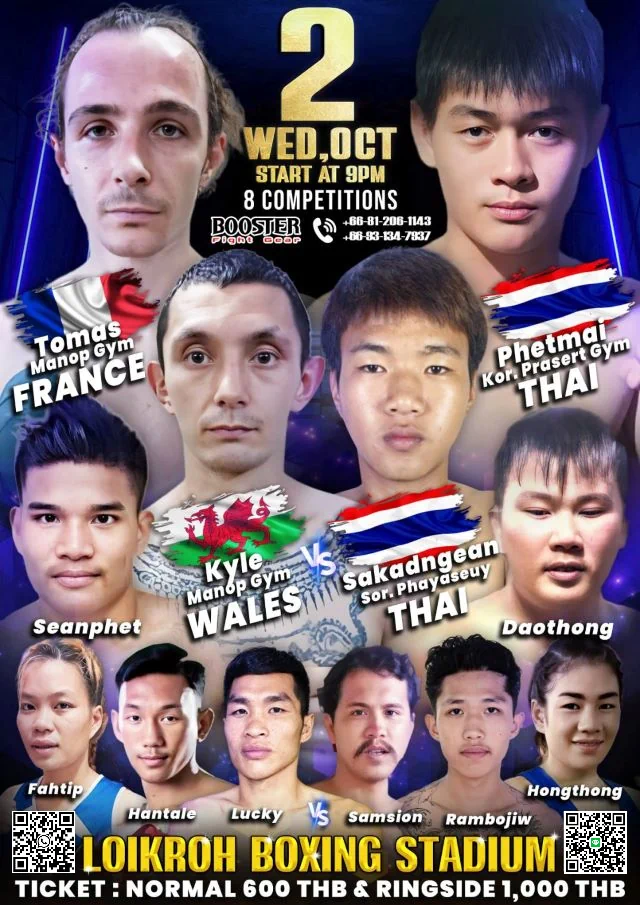 2
WED,OCT
START AT 9PM
8 COMPETITIONS
BOOSTER
Fight Gear
+66-81-206-1143
+66-93-134-7937
Tomas
Manop Gym
FRANCE
Phetmai
Kor. Prasert Gym
THAI
Kyle
Manop Gym
WALES
VS
Sakadngean
Sor. Phayaseuy
THAI
Seanphet
Daothong
Fahtip
Hantale
Lucky
VS
Samsion
Rambojiw
Hongthong
LOIKROH BOXING STADIUM
TICKET : NORMAL 600 THB & RINGSIDE 1,000 THB